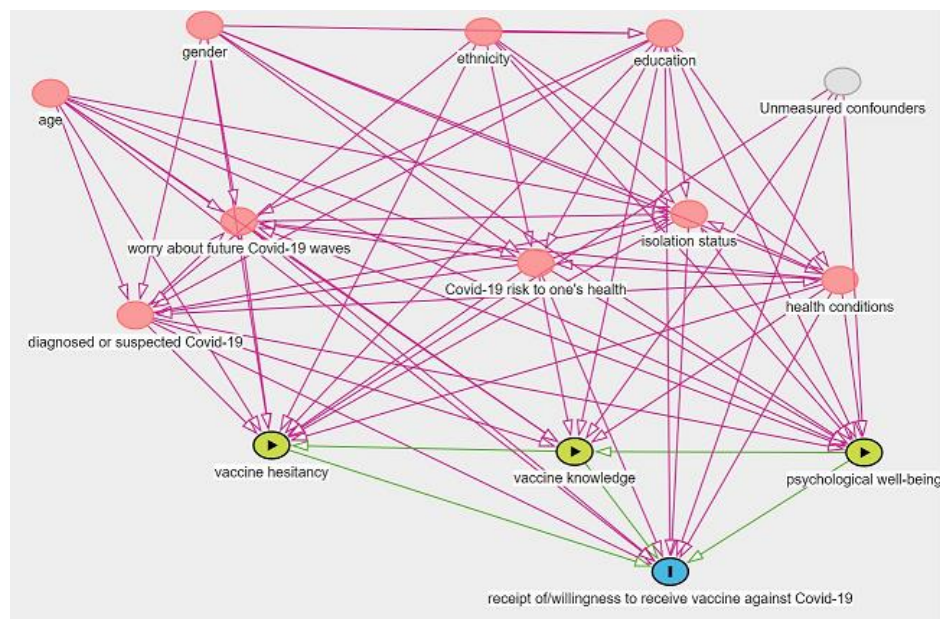 gender
ethnicity
education
Unmeasured confounders
age
worry about future Covid-19 waves
isolation status
Covid-19 risk to one's health
health conditions
diagnosed or suspected Covid-19
vaccine hesitancy
vaccine knowledge
psychological well-being
receipt of/willingness to receive vaccine against Covid-19